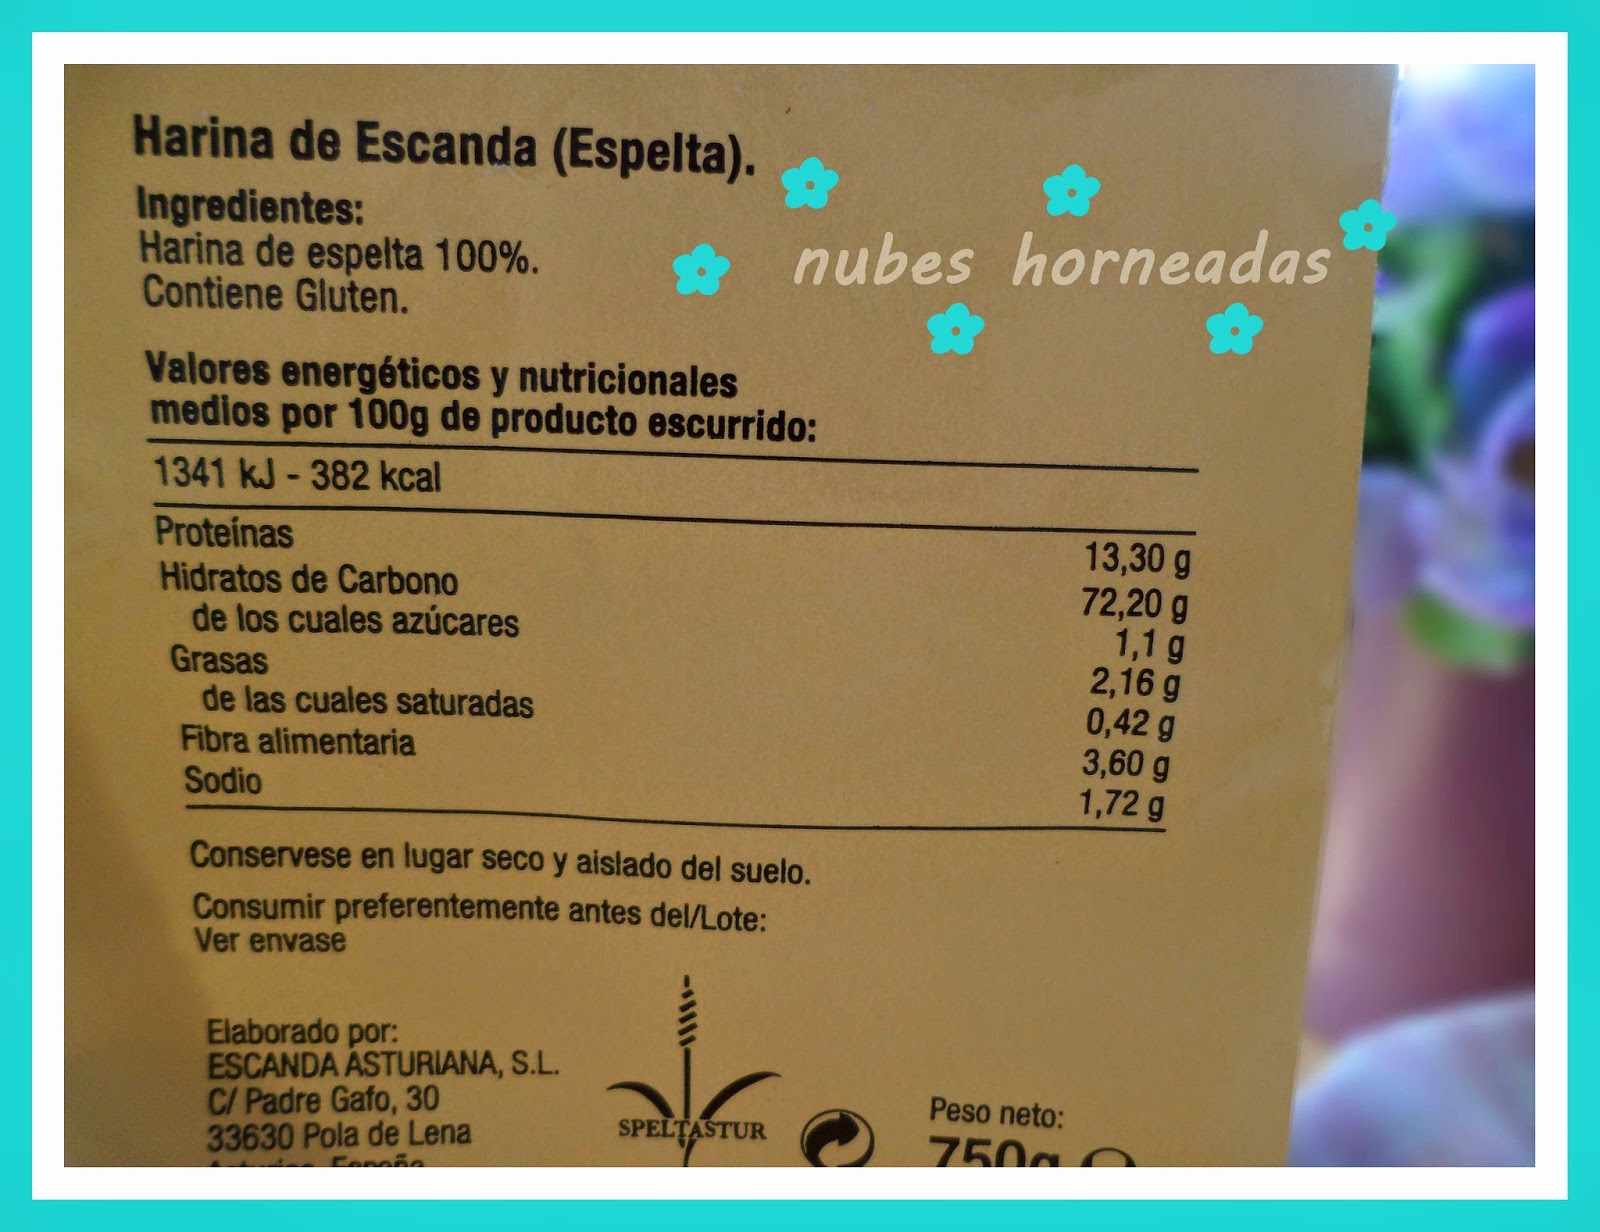 Harina de Escanda (Espelta).
Ingredientes:
Harina de espelta 100%.
Contiene Gluten.
nubes horneadas
Valores energéticos y nutricionales
medios por 100g de producto escurrido:
1341 kJ - 382 kcal
Proteínas 13,30 g
Hidratos de Carbono 72,20 g
de los cuales azúcares 1,1 g
Grasas 2,16 g
de las cuales saturadas 0,42 g
Fibra alimentaria 3,60 g
Sodio 1,72 g
Conservese en lugar seco y aislado del suelo.
Consumir preferentemente antes del/Lote:
Ver envase
Elaborado por:
ESCANDA ASTURIANA, S.L.
C/ Padre Gafo, 30
33630 Pola de Lena
SPELTASTUR
Peso neto:
750g